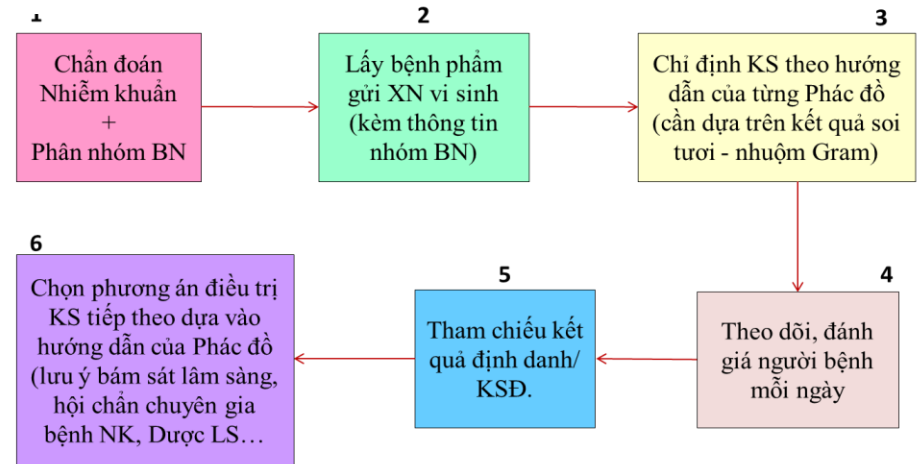 1
Chẩn đoán
Nhiễm khuẩn
+
Phân nhóm BN
2
Lấy bệnh phẩm
gửi XN vi sinh
(kèm thông tin
nhóm BN)
3
Chỉ định KS theo hướng
dẫn của từng Phác đồ
(cần dựa trên kết quả soi
tươi - nhuộm Gram)
4
Theo dõi, đánh
giá người bệnh
mỗi ngày
5
Tham chiếu kết
quả định danh/
KSĐ.
6
Chọn phương án điều trị
KS tiếp theo dựa vào
hướng dẫn của Phác đồ
(lưu ý bám sát lâm sàng,
hội chẩn chuyên gia
bệnh NK, Dược LS…